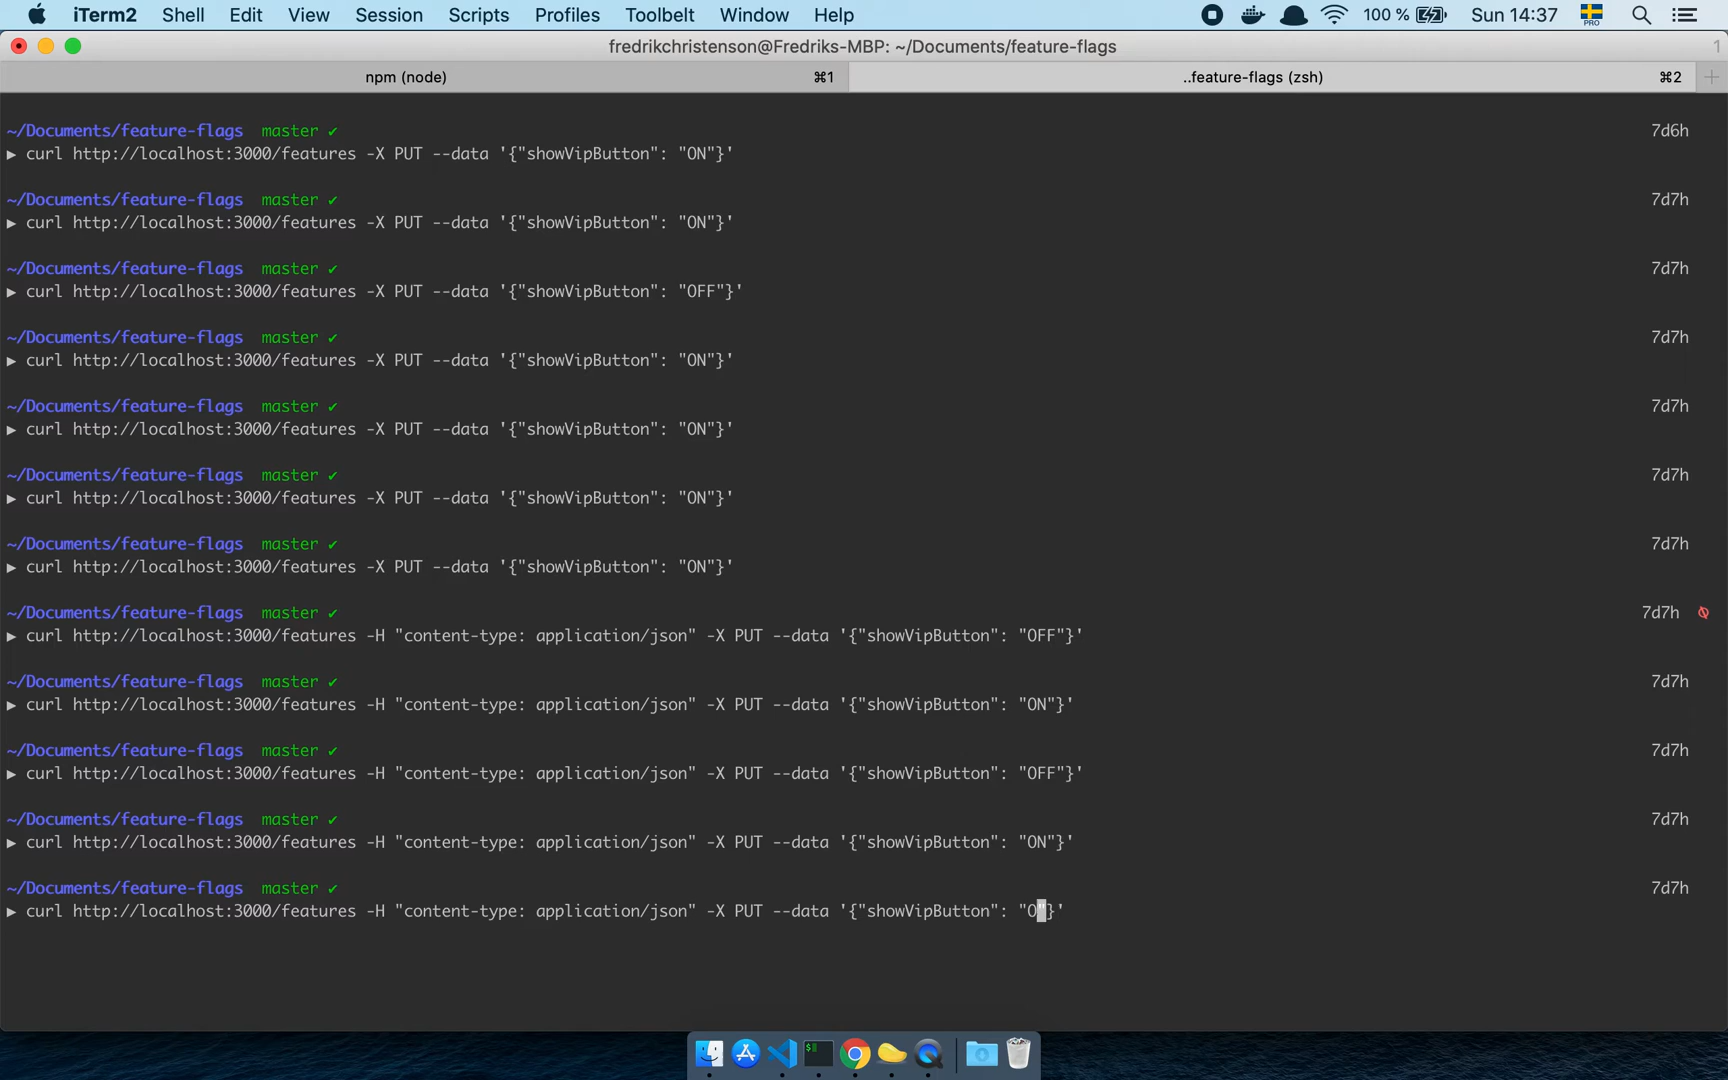 iTerm2 Shell Edit View Session Scripts Profiles Toolbelt Window Help 100 % Sun 14:37 PRO
fredrikchristenson@Fredriks-MBP: ~/Documents/feature-flags 1
npm (node) ⌘1 ..feature-flags (zsh) ⌘2 +
~/Documents/feature-flags master ✔ 7d6h
▶ curl http://localhost:3000/features -X PUT --data '{"showVipButton": "ON"}'
~/Documents/feature-flags master ✔ 7d7h
▶ curl http://localhost:3000/features -X PUT --data '{"showVipButton": "ON"}'
~/Documents/feature-flags master ✔ 7d7h
▶ curl http://localhost:3000/features -X PUT --data '{"showVipButton": "OFF"}'
~/Documents/feature-flags master ✔ 7d7h
▶ curl http://localhost:3000/features -X PUT --data '{"showVipButton": "ON"}'
~/Documents/feature-flags master ✔ 7d7h
▶ curl http://localhost:3000/features -X PUT --data '{"showVipButton": "ON"}'
~/Documents/feature-flags master ✔ 7d7h
▶ curl http://localhost:3000/features -X PUT --data '{"showVipButton": "ON"}'
~/Documents/feature-flags master ✔ 7d7h
▶ curl http://localhost:3000/features -X PUT --data '{"showVipButton": "ON"}'
~/Documents/feature-flags master ✔ 7d7h
▶ curl http://localhost:3000/features -H "content-type: application/json" -X PUT --data '{"showVipButton": "OFF"}'
~/Documents/feature-flags master ✔ 7d7h
▶ curl http://localhost:3000/features -H "content-type: application/json" -X PUT --data '{"showVipButton": "ON"}'
~/Documents/feature-flags master ✔ 7d7h
▶ curl http://localhost:3000/features -H "content-type: application/json" -X PUT --data '{"showVipButton": "OFF"}'
~/Documents/feature-flags master ✔ 7d7h
▶ curl http://localhost:3000/features -H "content-type: application/json" -X PUT --data '{"showVipButton": "ON"}'
~/Documents/feature-flags master ✔ 7d7h
▶ curl http://localhost:3000/features -H "content-type: application/json" -X PUT --data '{"showVipButton": "O"}'